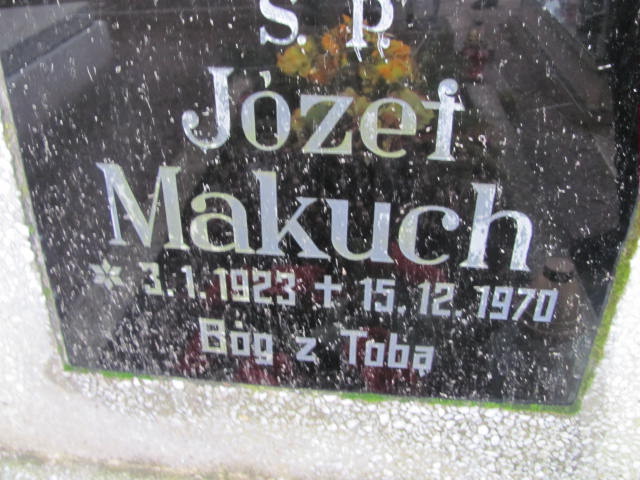 Ś. P.
Józef
Makuch
* 3.1.1923 + 15.12.1970
Bóg z Tobą